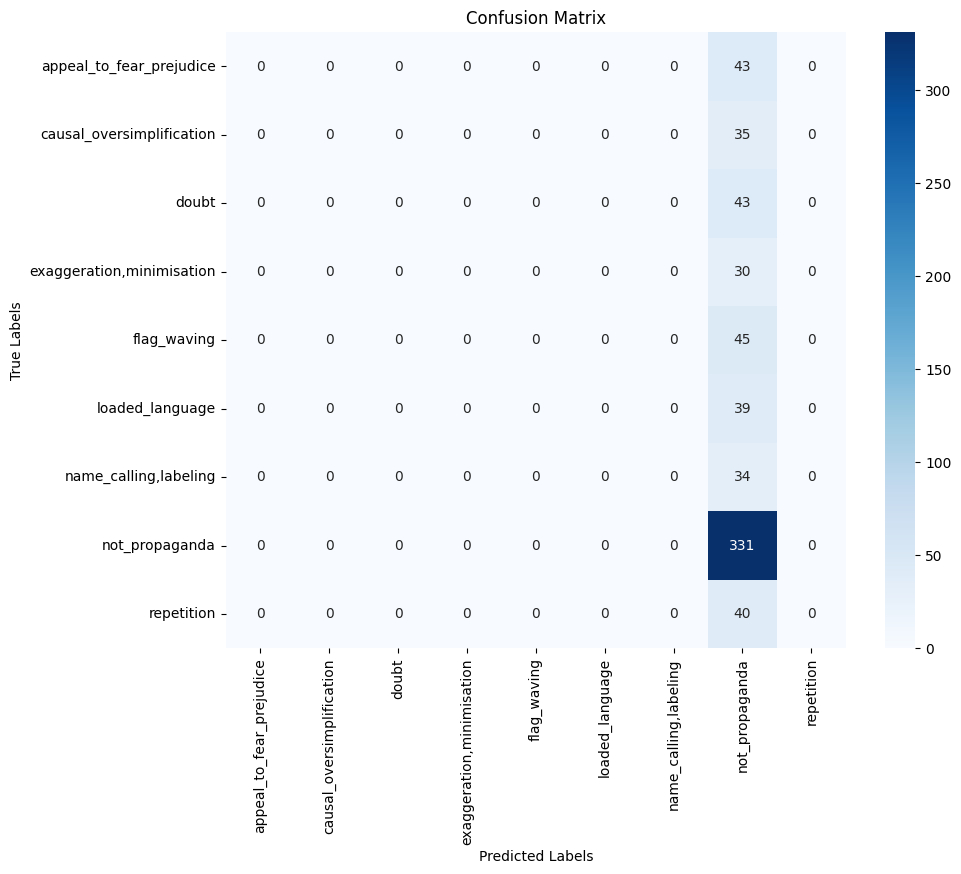 Confusion Matrix
True Labels
appeal_to_fear_prejudice 0 0 0 0 0 0 0 43 0
causal_oversimplification 0 0 0 0 0 0 0 35 0
doubt 0 0 0 0 0 0 0 43 0
exaggeration,minimisation 0 0 0 0 0 0 0 30 0
flag_waving 0 0 0 0 0 0 0 45 0
loaded_language 0 0 0 0 0 0 0 39 0
name_calling,labeling 0 0 0 0 0 0 0 34 0
not_propaganda 0 0 0 0 0 0 0 331 0
repetition 0 0 0 0 0 0 0 40 0
appeal_to_fear_prejudice
causal_oversimplification
doubt
exaggeration,minimisation
flag_waving
loaded_language
name_calling,labeling
not_propaganda
repetition
Predicted Labels
300
250
200
150
100
50
0